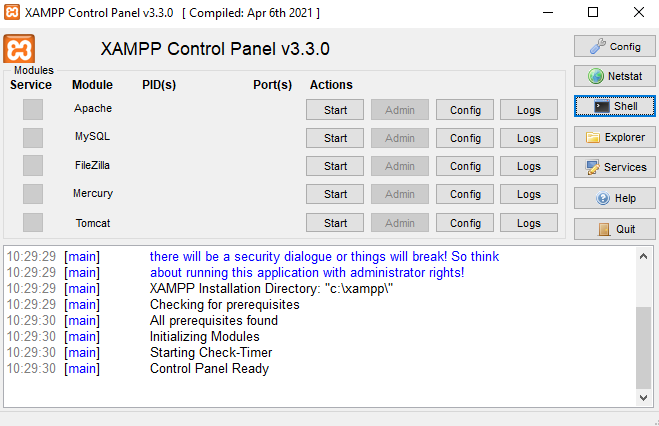 XAMPP Control Panel v3.3.0 [ Compiled: Apr 6th 2021 ]
XAMPP Control Panel v3.3.0
Config
Modules
Service Module PID(s) Port(s) Actions
Netstat
Apache Start Admin Config Logs
Shell
MySQL Start Admin Config Logs
Explorer
FileZilla Start Admin Config Logs
Services
Mercury Start Admin Config Logs
Help
Tomcat Start Admin Config Logs
Quit
10:29:29 [main] there will be a security dialogue or things will break! So think
10:29:29 [main] about running this application with administrator rights!
10:29:29 [main] XAMPP Installation Directory: "c:\xampp\"
10:29:29 [main] Checking for prerequisites
10:29:30 [main] All prerequisites found
10:29:30 [main] Initializing Modules
10:29:30 [main] Starting Check-Timer
10:29:30 [main] Control Panel Ready